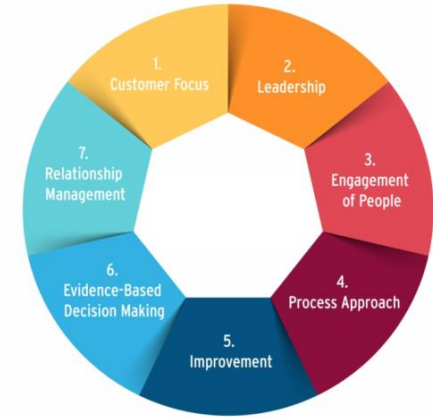 1.
Customer Focus
2.
Leadership
3.
Engagement
of People
4.
Process Approach
5.
Improvement
6.
Evidence-Based
Decision Making
7.
Relationship
Management